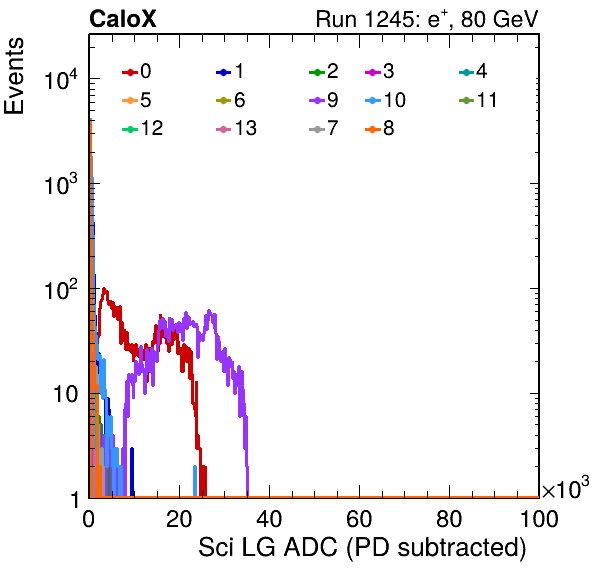 CaloX Run 1245: e⁺, 80 GeV
Events
0 1 2 3 4
5 6 9 10 11
12 13 7 8
10⁴
10³
10²
10
1
0 20 40 60 80 100
×10³
Sci LG ADC (PD subtracted)